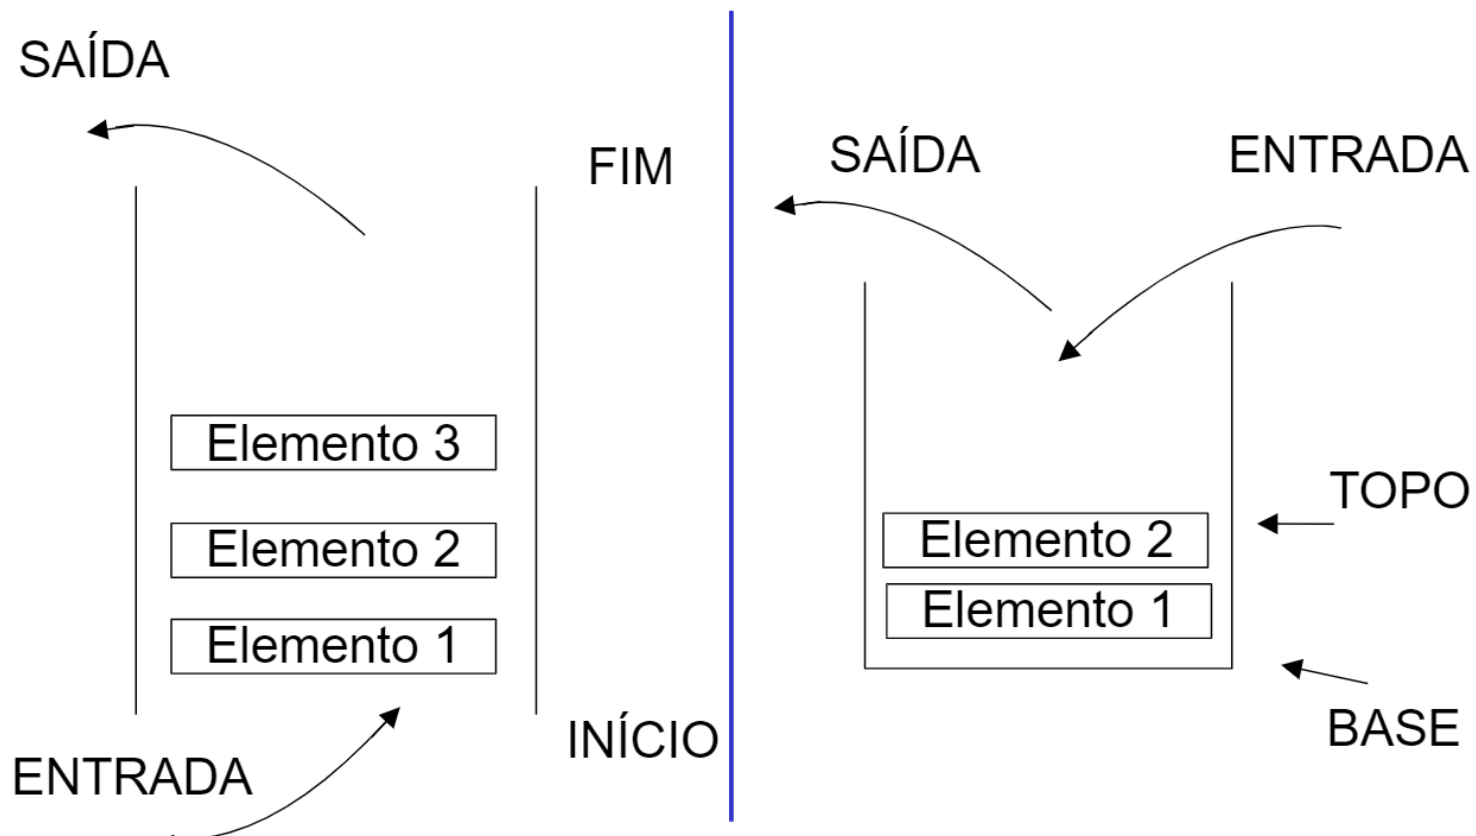 SAÍDA
FIM
Elemento 3
Elemento 2
Elemento 1
INÍCIO
ENTRADA
SAÍDA
ENTRADA
TOPO
Elemento 2
Elemento 1
BASE